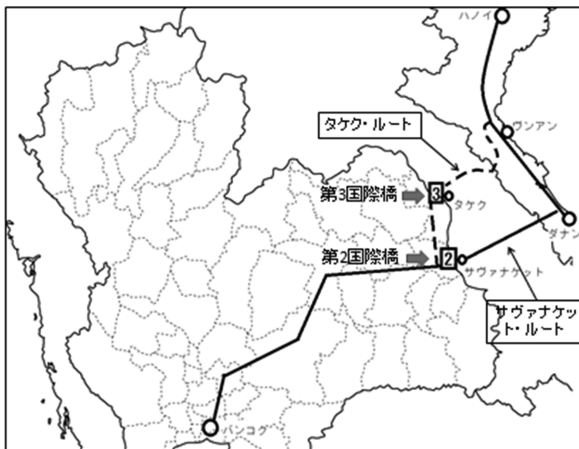 ハノイ
ヴンアン
タケク・ルート
第3国際橋
3
タケク
ダナン
第2国際橋
2
サヴァナケット
サヴァナケッ
ト・ルート
バンコク